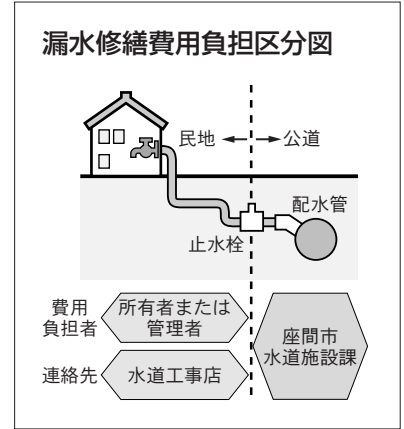 漏水修繕費用負担区分図
民地
公道
配水管
止水栓
費用
負担者
所有者または
管理者
座間市
水道施設課
連絡先
水道工事店